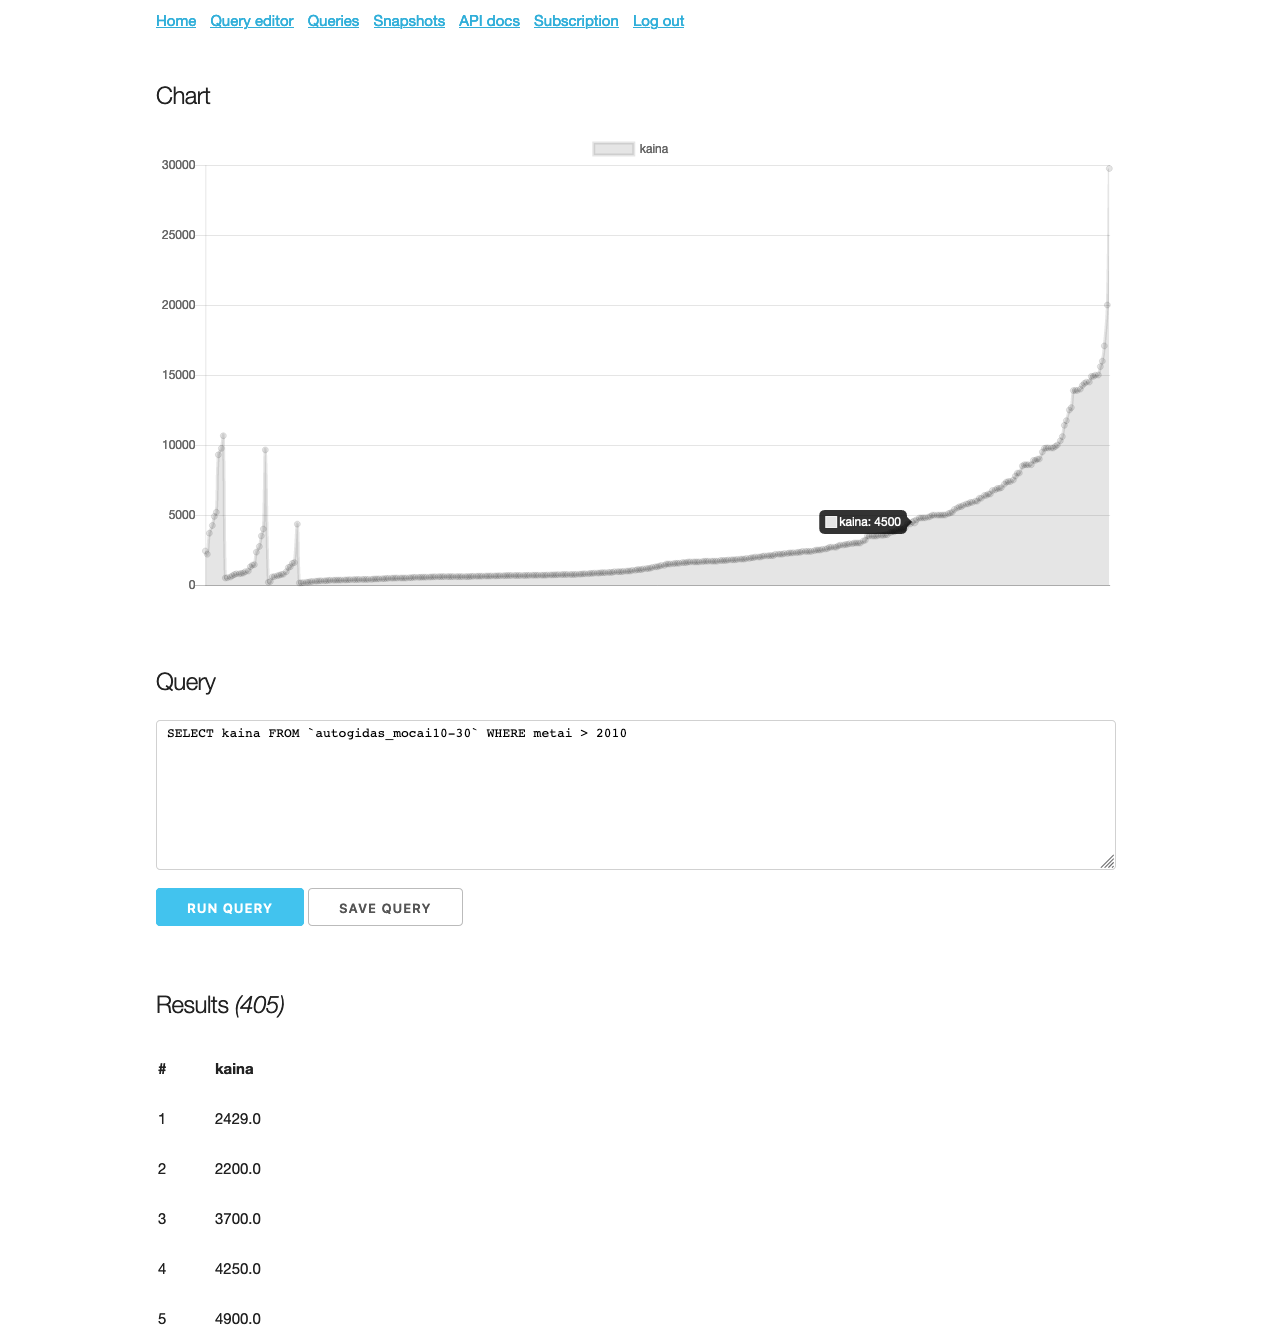 Home Query editor Queries Snapshots API docs Subscription Log out
Chart
kaina
30000
25000
20000
15000
10000
5000
0
kaina: 4500
Query
SELECT kaina FROM `autogidas_mocai10-30` WHERE metai > 2010
RUN QUERY SAVE QUERY
Results (405)
# kaina
1 2429.0
2 2200.0
3 3700.0
4 4250.0
5 4900.0